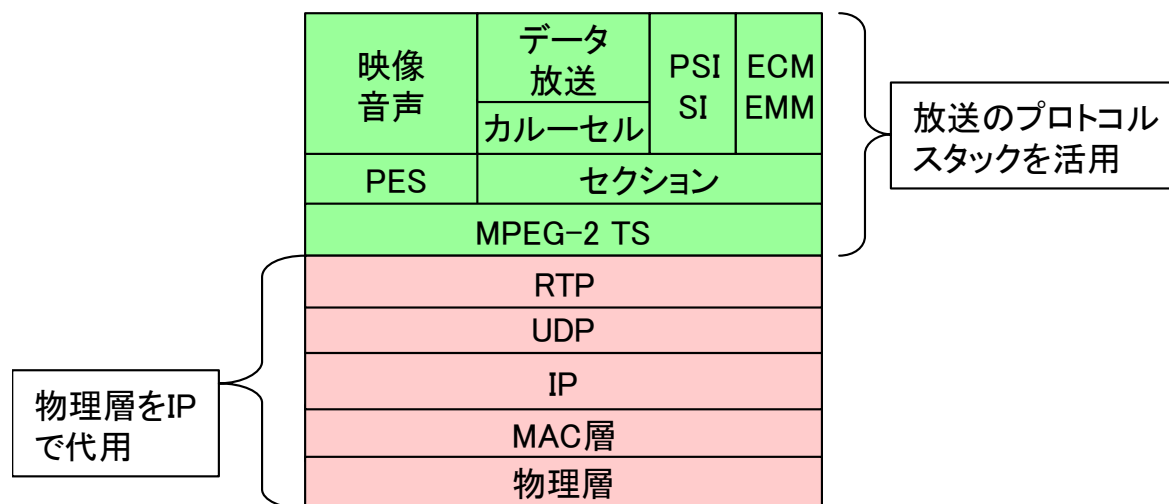 映像
音声
データ
放送
カルーセル
PSI
SI
ECM
EMM
放送のプロトコル
スタックを活用
PES
セクション
MPEG-2 TS
RTP
UDP
IP
MAC層
物理層
物理層をIP
で代用